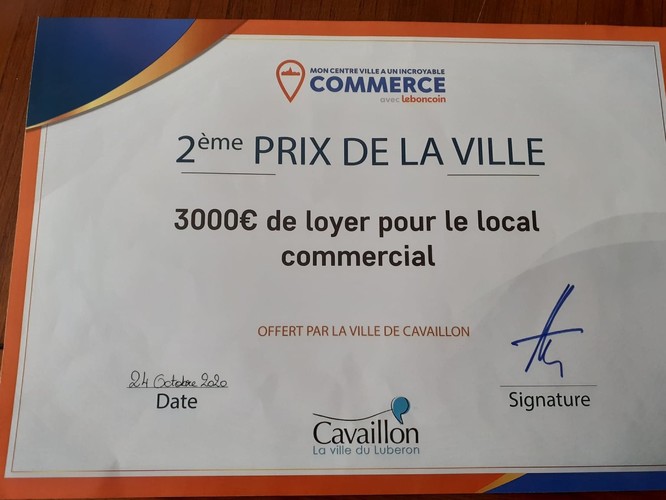 MON CENTRE VILLE A UN INCROYABLE
COMMERCE
avec leboncoin
2ème PRIX DE LA VILLE
3000€ de loyer pour le local
commercial
OFFERT PAR LA VILLE DE CAVAILLON
24 Octobre 2020
Date
Signature
Cavaillon
La ville du Luberon